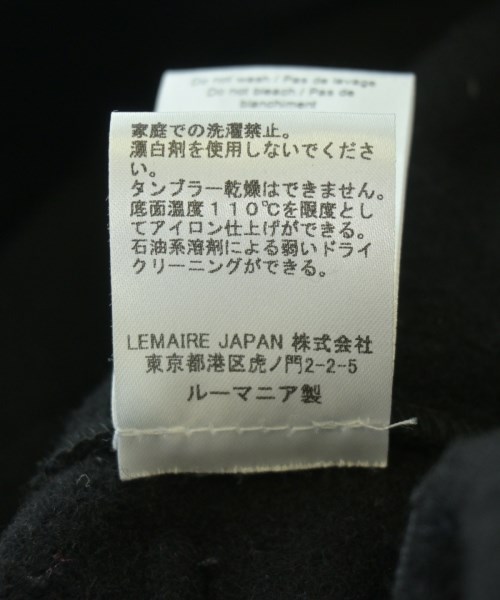 Do not wash / Pas de lavage
Do not bleach / Pas de
blanchiment
家庭での洗濯禁止。
漂白剤を使用しないでくださ
い。
タンブラー乾燥はできません。
底面温度110℃を限度とし
てアイロン仕上げができる。
石油系溶剤による弱いドライ
クリーニングができる。
LEMAIRE JAPAN 株式会社
東京都港区虎ノ門2-2-5
ルーマニア製